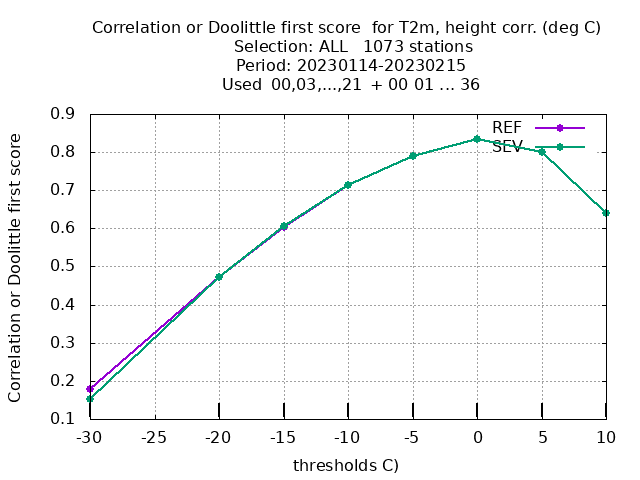 Correlation or Doolittle first score  for T2m, height corr. (deg C)
Selection: ALL   1073 stations
Period: 20230114-20230215
Used  00,03,...,21  + 00 01 ... 36
REF
SEV
Correlation or Doolittle first score
0.9
0.8
0.7
0.6
0.5
0.4
0.3
0.2
0.1
-30 -25 -20 -15 -10 -5 0 5 10
thresholds C)